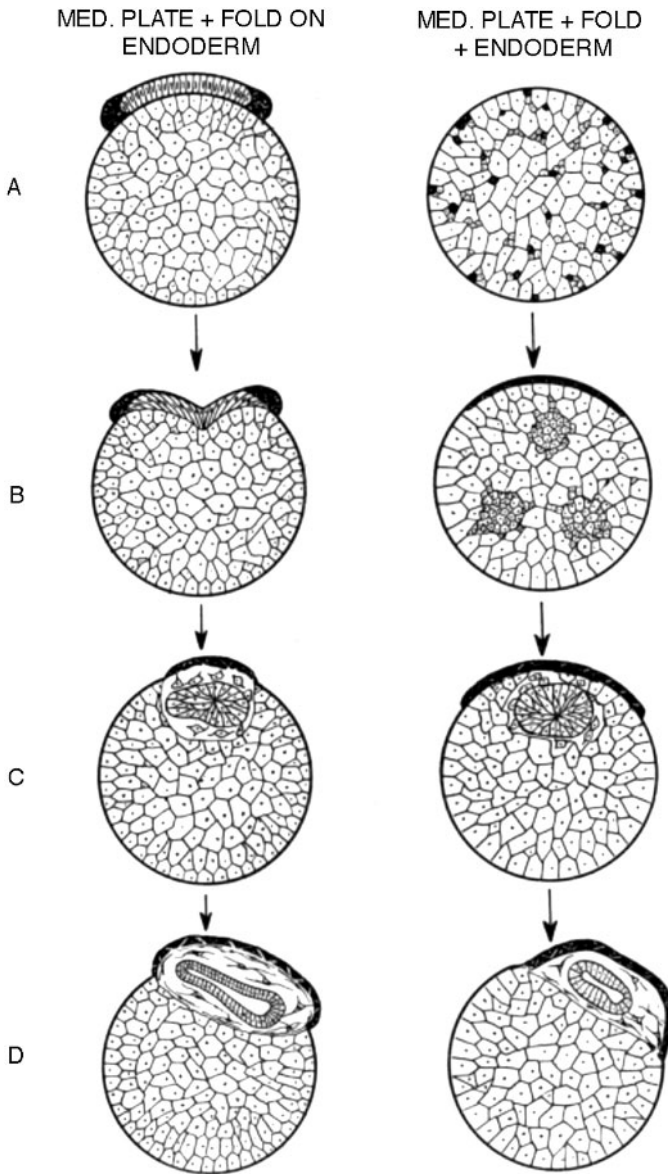 MED. PLATE + FOLD ON
ENDODERM
MED. PLATE + FOLD
+ ENDODERM
A
B
C
D